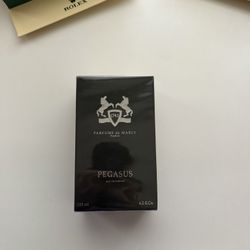 ROLEX
PARFUMS de MARLY
PARIS
PEGASUS
EAU DE PARFUM
125 ml 4.2 fl.Oz